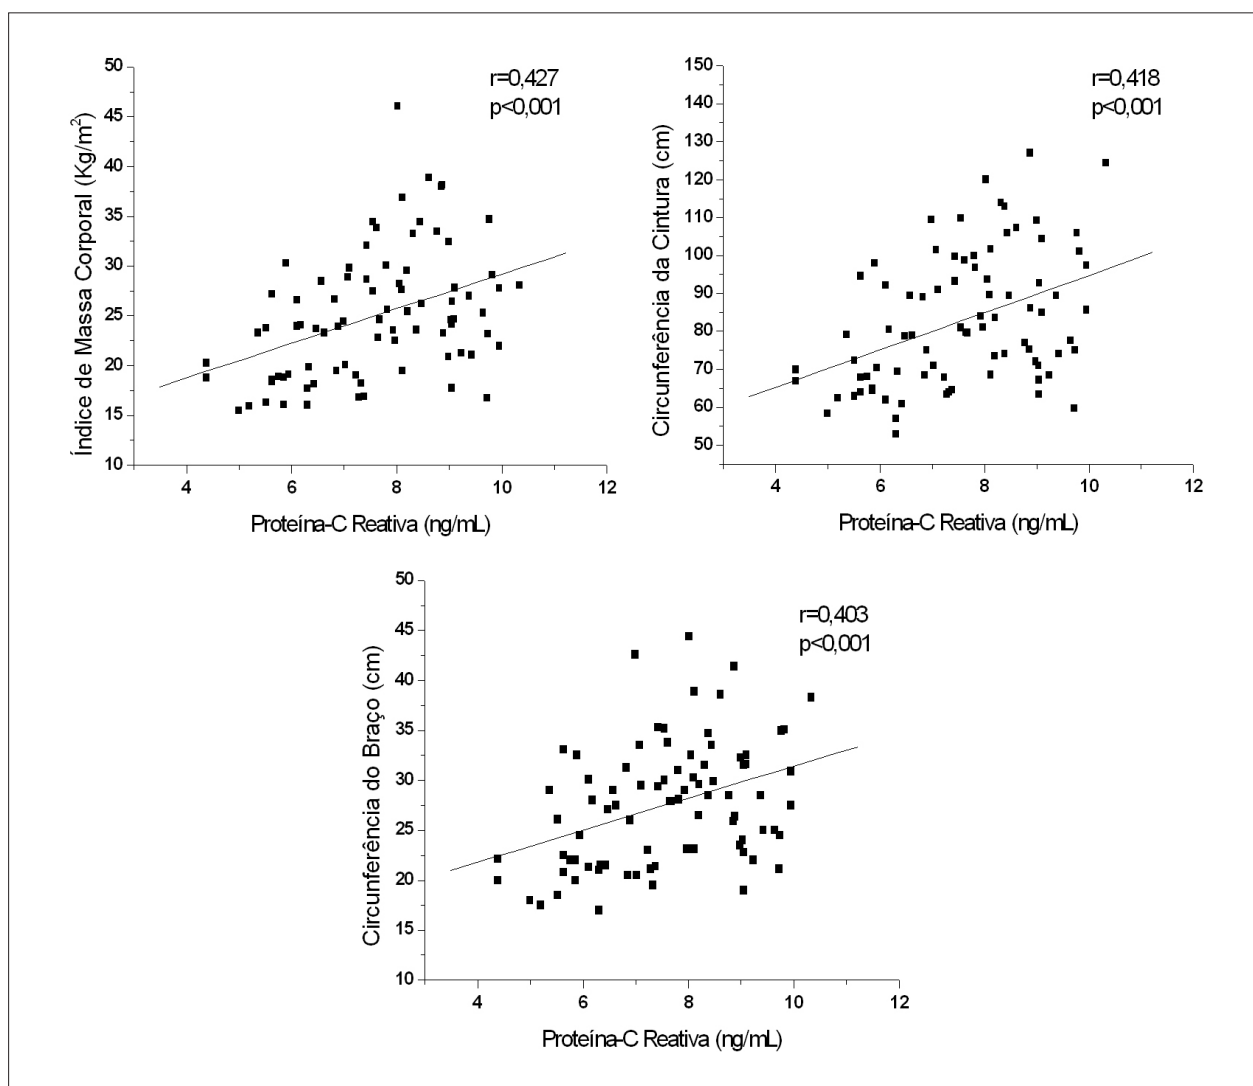 50
45
40
35
30
25
20
15
10
Índice de Massa Corporal (Kg/m²)
r=0,427
p<0,001
4 6 8 10 12
Proteína-C Reativa (ng/mL)
150
140
130
120
110
100
90
80
70
60
50
Circunferência da Cintura (cm)
r=0,418
p<0,001
4 6 8 10 12
Proteína-C Reativa (ng/mL)
50
45
40
35
30
25
20
15
10
Circunferência do Braço (cm)
r=0,403
p<0,001
4 6 8 10 12
Proteína-C Reativa (ng/mL)